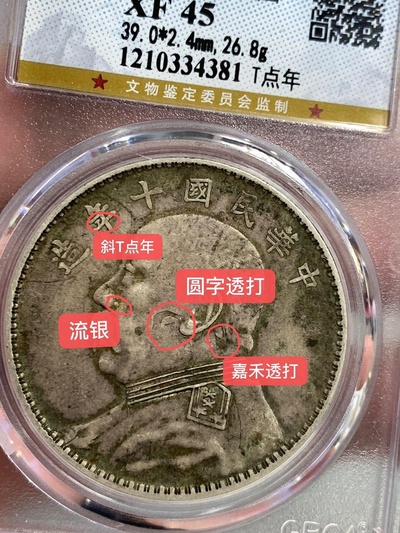 XF 45
39.0*2.4mm,26.8g
1210334381 T点年
★ 文物鉴定委员会监制 ★
造年十國民華中
斜T点年
圆字透打
流银
嘉禾透打